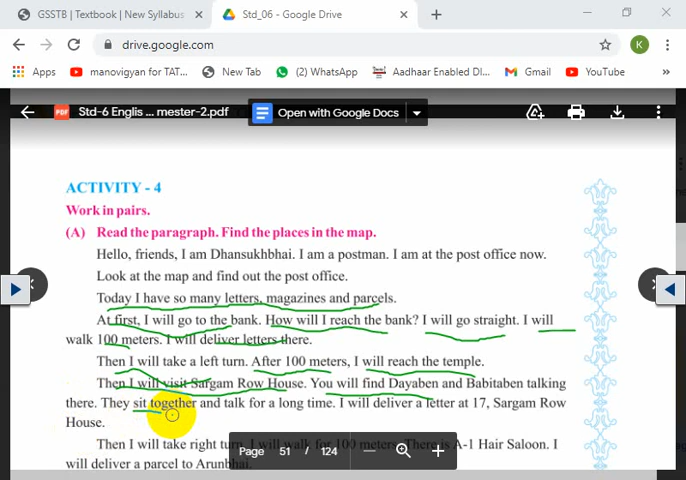 GSSTB | Textbook | New Syllabus
Std_06 - Google Drive
drive.google.com
K
Apps manovigyan for TAT... New Tab (2) WhatsApp Aadhaar Enabled DI... Gmail YouTube »
PDF Std-6 Englis ... mester-2.pdf Open with Google Docs
ACTIVITY - 4
Work in pairs.
(A) Read the paragraph. Find the places in the map.
Hello, friends, I am Dhansukhbhai. I am a postman. I am at the post office now.
Look at the map and find out the post office.
Today I have so many letters, magazines and parcels.
At first, I will go to the bank. How will I reach the bank? I will go straight. I will
walk 100 meters. I will deliver letters there.
Then I will take a left turn. After 100 meters, I will reach the temple.
Then I will visit Sargam Row House. You will find Dayaben and Babitaben talking
there. They sit together and talk for a long time. I will deliver a letter at 17, Sargam Row
House.
Then I will take right turn. I will walk for 100 meters. There is A-1 Hair Saloon. I
will deliver a parcel to Arunbhai.
Page 51 / 124